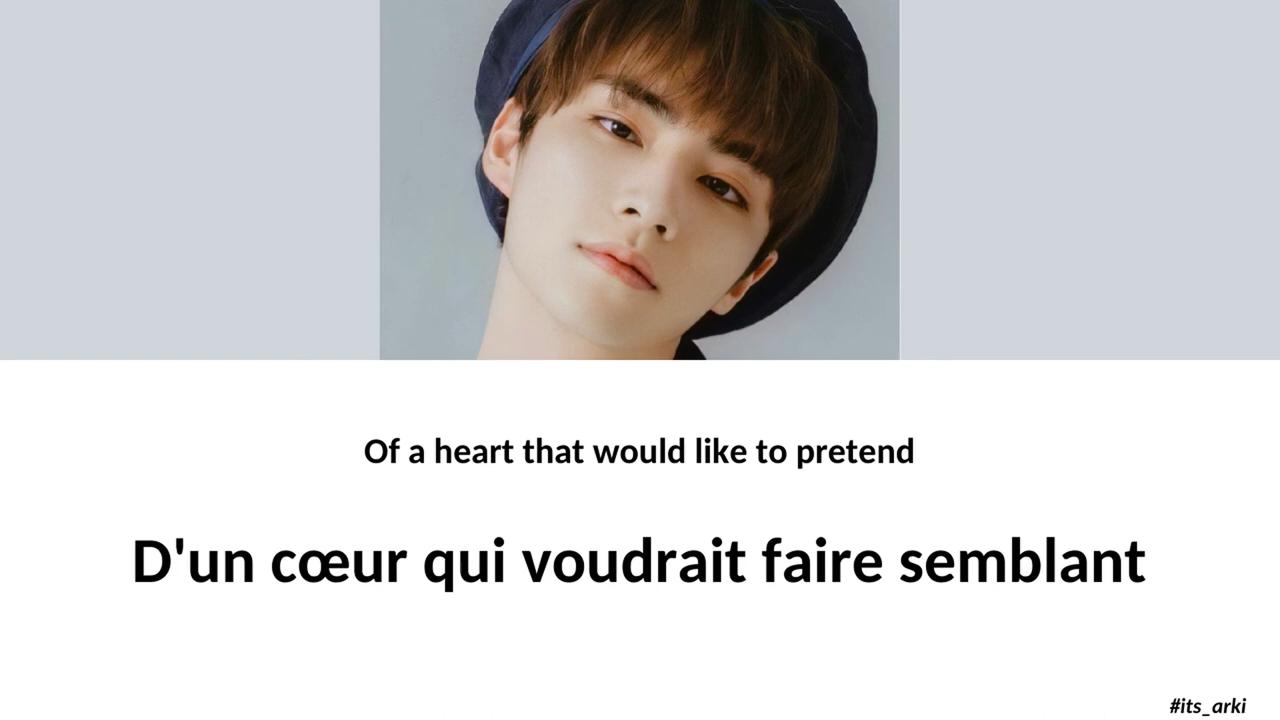 Of a heart that would like to pretend
D'un cœur qui voudrait faire semblant
#its_arki